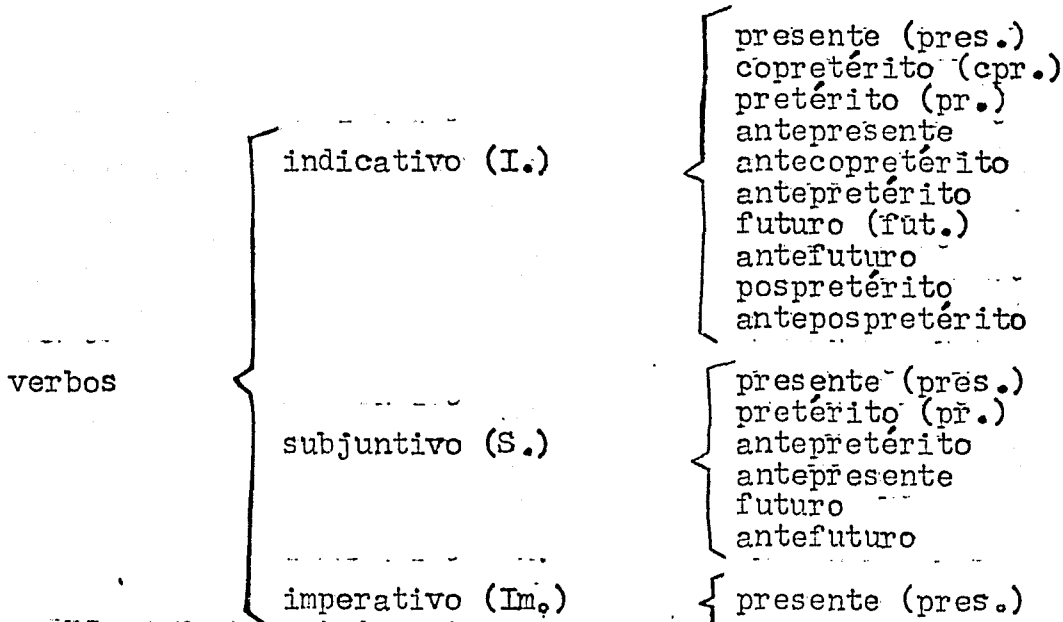 presente (pres.)
copretérito (cpr.)
pretérito (pr.)
indicativo (I.)
antepresente
antecopretérito
antepretérito
futuro (fut.)
antefuturo
pospretérito
antepospretérito
verbos
presente (pres.)
pretérito (pr.)
subjuntivo (S.)
antepretérito
antepresente
futuro
antefuturo
imperativo (Im.)
presente (pres.)